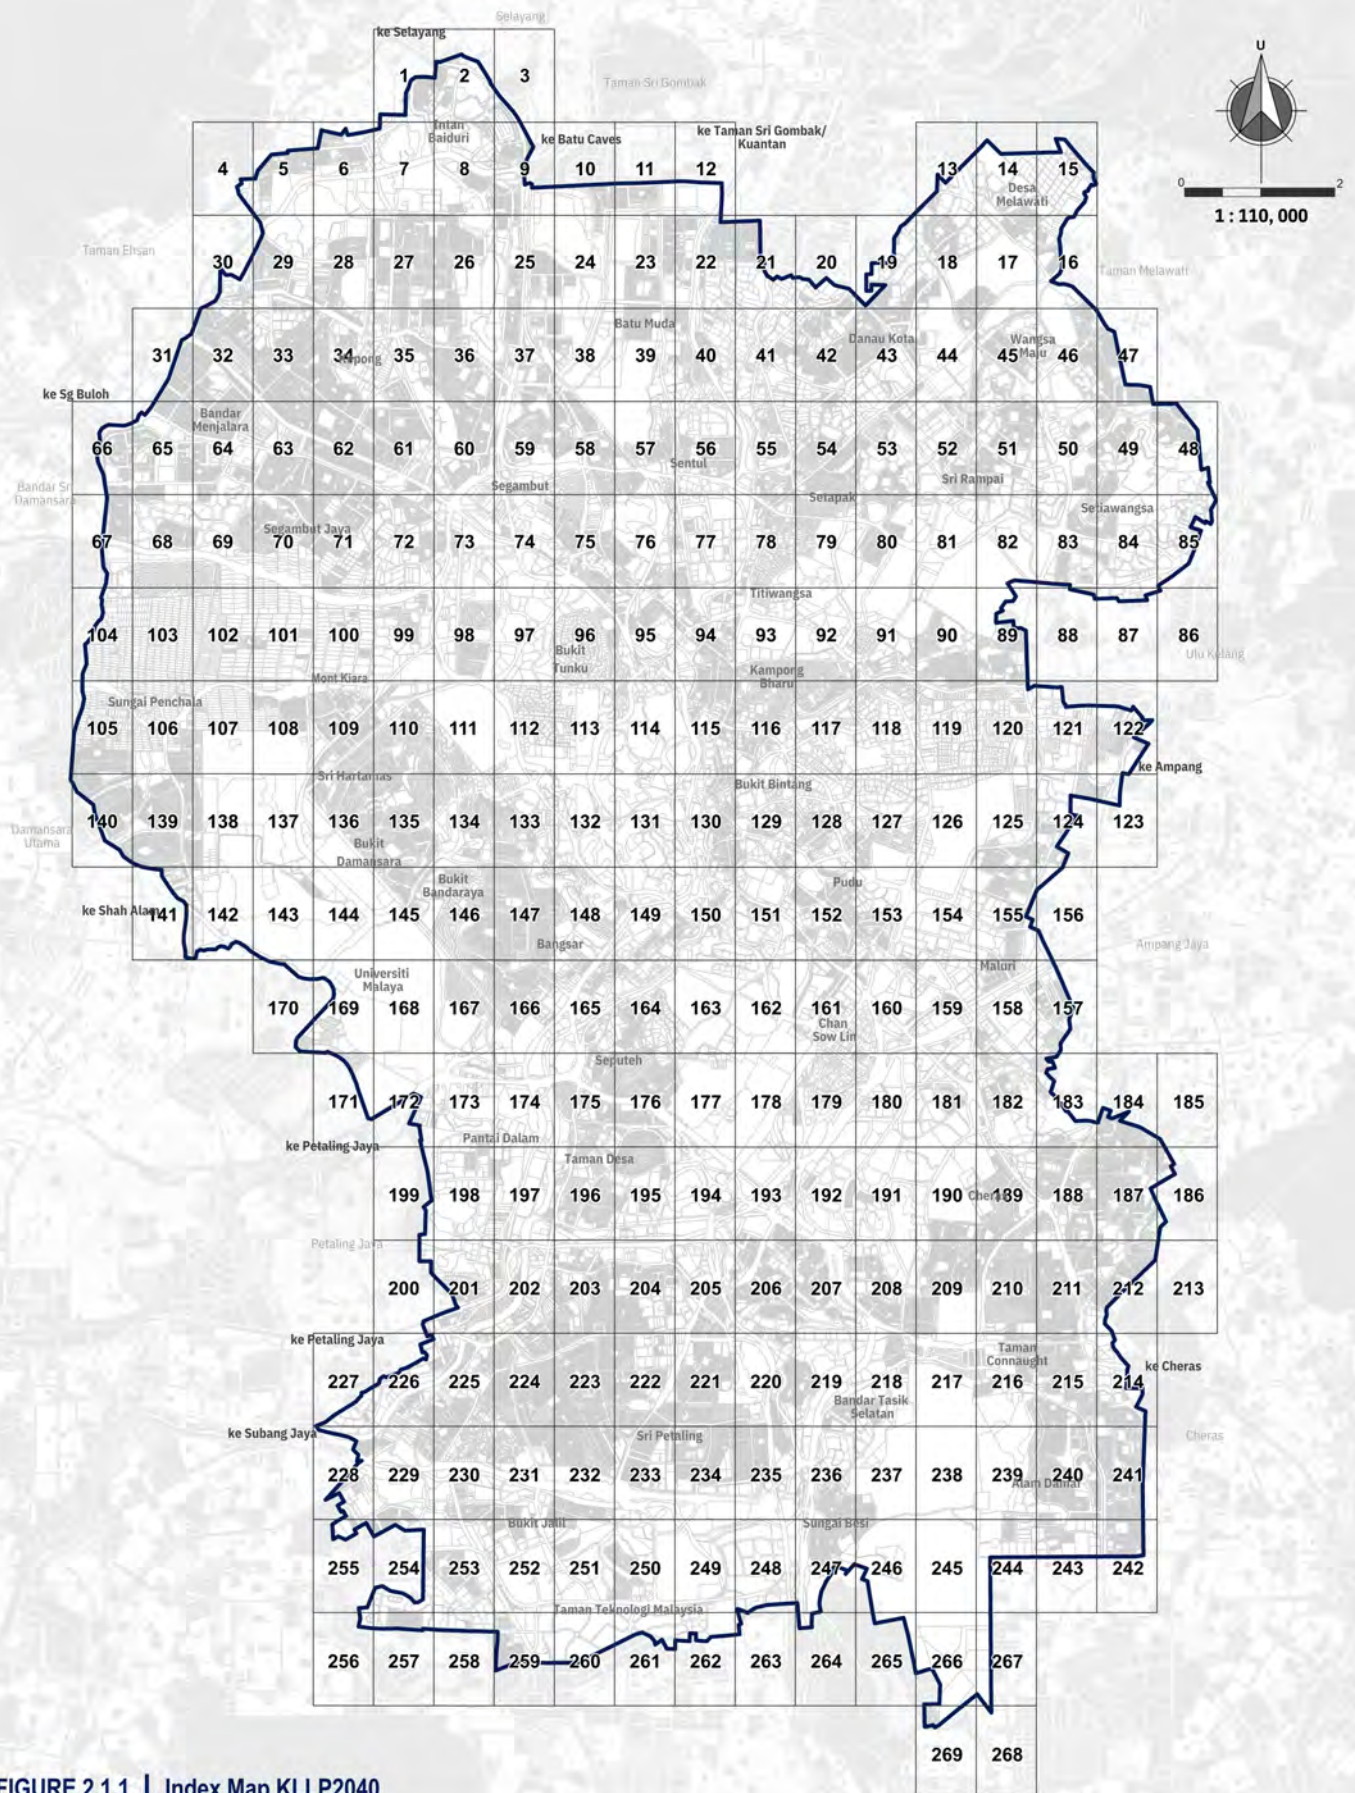 Selayang
ke Selayang
1 2 3
Taman Sri Gombak
U
Intan
Baiduri
ke Batu Caves
ke Taman Sri Gombak/
Kuantan
4 5 6 7 8 9 10 11 12 13 14 15
Desa
Melawati
0 2
1 : 110, 000
Taman Ehsan
30 29 28 27 26 25 24 23 22 21 20 19 18 17 16
Taman Melawati
Batu Muda
Danau Kota
Wangsa
Maju
31 32 33 34 35 36 37 38 39 40 41 42 43 44 45 46 47
Kepong
ke Sg Buloh
Bandar
Menjalara
66 65 64 63 62 61 60 59 58 57 56 55 54 53 52 51 50 49 48
Sentul
Sri Rampai
Bandar Sri
Damansara
Segambut
Setapak
Setiawangsa
Segambut Jaya
67 68 69 70 71 72 73 74 75 76 77 78 79 80 81 82 83 84 85
Titiwangsa
104 103 102 101 100 99 98 97 96 95 94 93 92 91 90 89 88 87 86
Bukit
Tunku
Ulu Kelang
Mont Kiara
Kampong
Bharu
Sungai Penchala
105 106 107 108 109 110 111 112 113 114 115 116 117 118 119 120 121 122
ke Ampang
Sri Hartamas
Bukit Bintang
Damansara
Utama
140 139 138 137 136 135 134 133 132 131 130 129 128 127 126 125 124 123
Bukit
Damansara
Bukit
Bandaraya
Pudu
ke Shah Alam
141 142 143 144 145 146 147 148 149 150 151 152 153 154 155 156
Bangsar
Ampang Jaya
Universiti
Malaya
Maluri
170 169 168 167 166 165 164 163 162 161 160 159 158 157
Chan
Sow Lin
Seputeh
171 172 173 174 175 176 177 178 179 180 181 182 183 184 185
ke Petaling Jaya
Pantai Dalam
Taman Desa
199 198 197 196 195 194 193 192 191 190 189 188 187 186
Cheras
Petaling Jaya
200 201 202 203 204 205 206 207 208 209 210 211 212 213
ke Petaling Jaya
Taman
Connaught
ke Cheras
227 226 225 224 223 222 221 220 219 218 217 216 215 214
Bandar Tasik
Selatan
ke Subang Jaya
Sri Petaling
Cheras
228 229 230 231 232 233 234 235 236 237 238 239 240 241
Alam Damai
Bukit Jalil
Sungai Besi
255 254 253 252 251 250 249 248 247 246 245 244 243 242
Taman Teknologi Malaysia
256 257 258 259 260 261 262 263 264 265 266 267
269 268
FIGURE 2.1.1 | Index Map KLLP2040